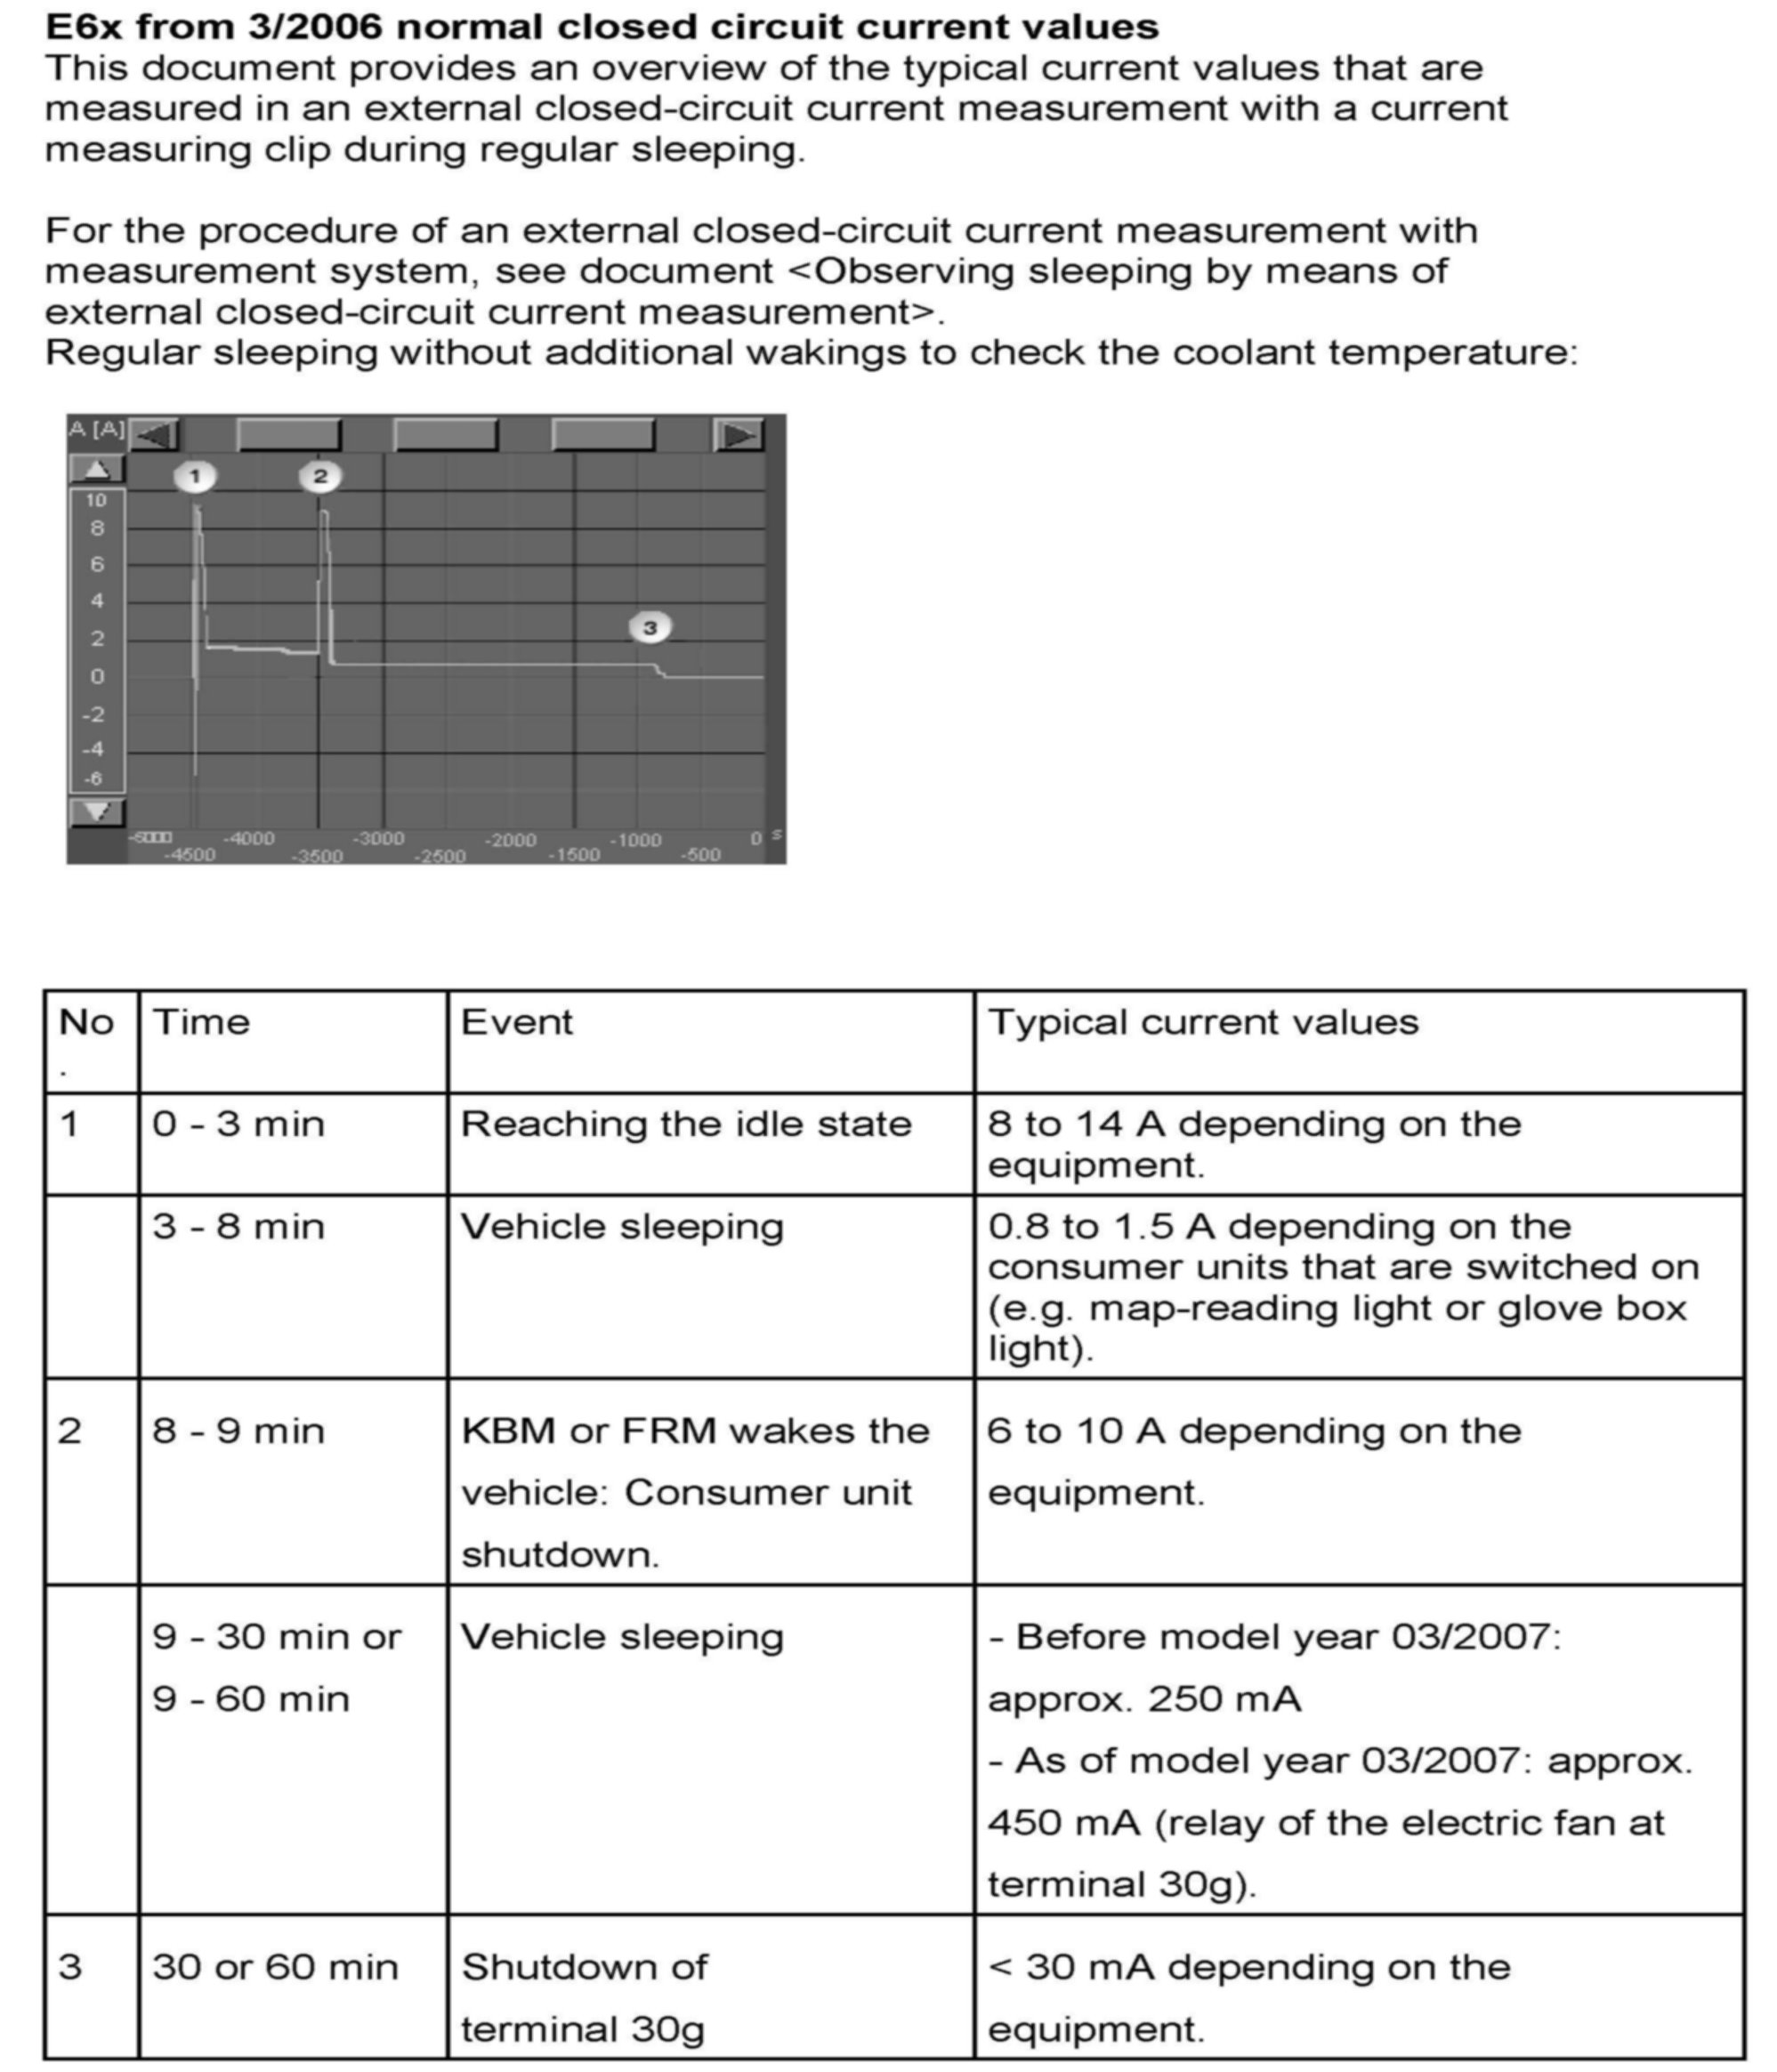 E6x from 3/2006 normal closed circuit current values
This document provides an overview of the typical current values that are
measured in an external closed-circuit current measurement with a current
measuring clip during regular sleeping.
For the procedure of an external closed-circuit current measurement with
measurement system, see document <Observing sleeping by means of
external closed-circuit current measurement>.
Regular sleeping without additional wakings to check the coolant temperature:
A [A]
1
2
3
10
8
6
4
2
0
-2
-4
-6
-5000 -4000 -3000 -2000 -1000 0 s
-4500 -3500 -2500 -1500 -500
No Time Event Typical current values
.
1 0 - 3 min Reaching the idle state 8 to 14 A depending on the
equipment.
3 - 8 min Vehicle sleeping 0.8 to 1.5 A depending on the
consumer units that are switched on
(e.g. map-reading light or glove box
light).
2 8 - 9 min KBM or FRM wakes the 6 to 10 A depending on the
vehicle: Consumer unit equipment.
shutdown.
9 - 30 min or Vehicle sleeping - Before model year 03/2007:
9 - 60 min approx. 250 mA
- As of model year 03/2007: approx.
450 mA (relay of the electric fan at
terminal 30g).
3 30 or 60 min Shutdown of < 30 mA depending on the
terminal 30g equipment.